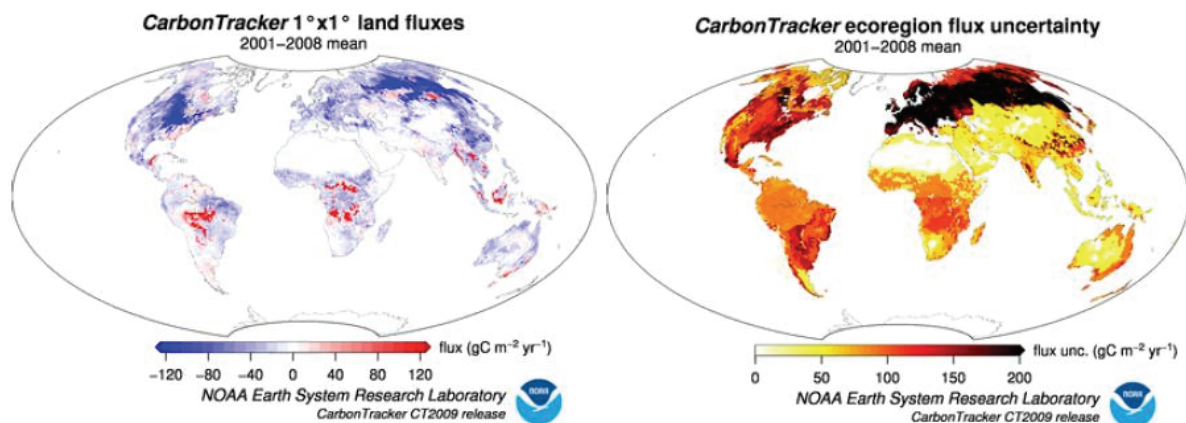 CarbonTracker 1°x1° land fluxes
2001–2008 mean
flux (gC m⁻² yr⁻¹)
−120 −80 −40 0 40 80 120
NOAA Earth System Research Laboratory
CarbonTracker CT2009 release
NOAA
CarbonTracker ecoregion flux uncertainty
2001–2008 mean
flux unc. (gC m⁻² yr⁻¹)
0 50 100 150 200
NOAA Earth System Research Laboratory
CarbonTracker CT2009 release
NOAA